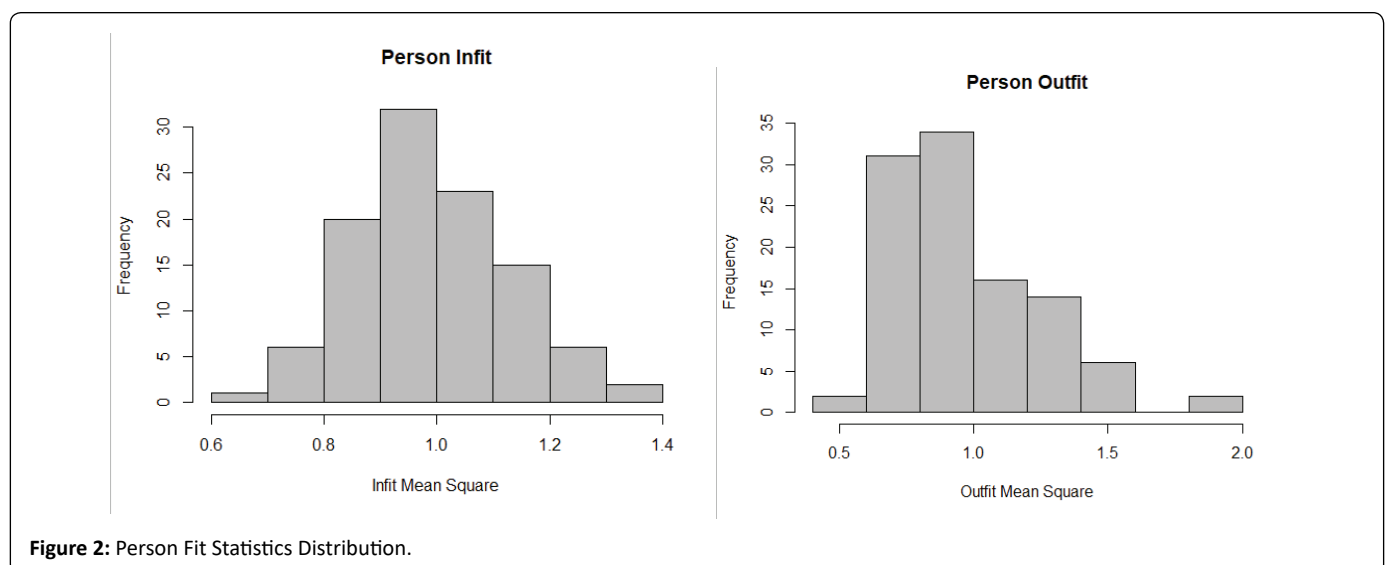 Person Infit
Frequency
0 5 10 15 20 25 30
0.6 0.8 1.0 1.2 1.4
Infit Mean Square
Person Outfit
Frequency
0 5 10 15 20 25 30 35
0.5 1.0 1.5 2.0
Outfit Mean Square
Figure 2: Person Fit Statistics Distribution.